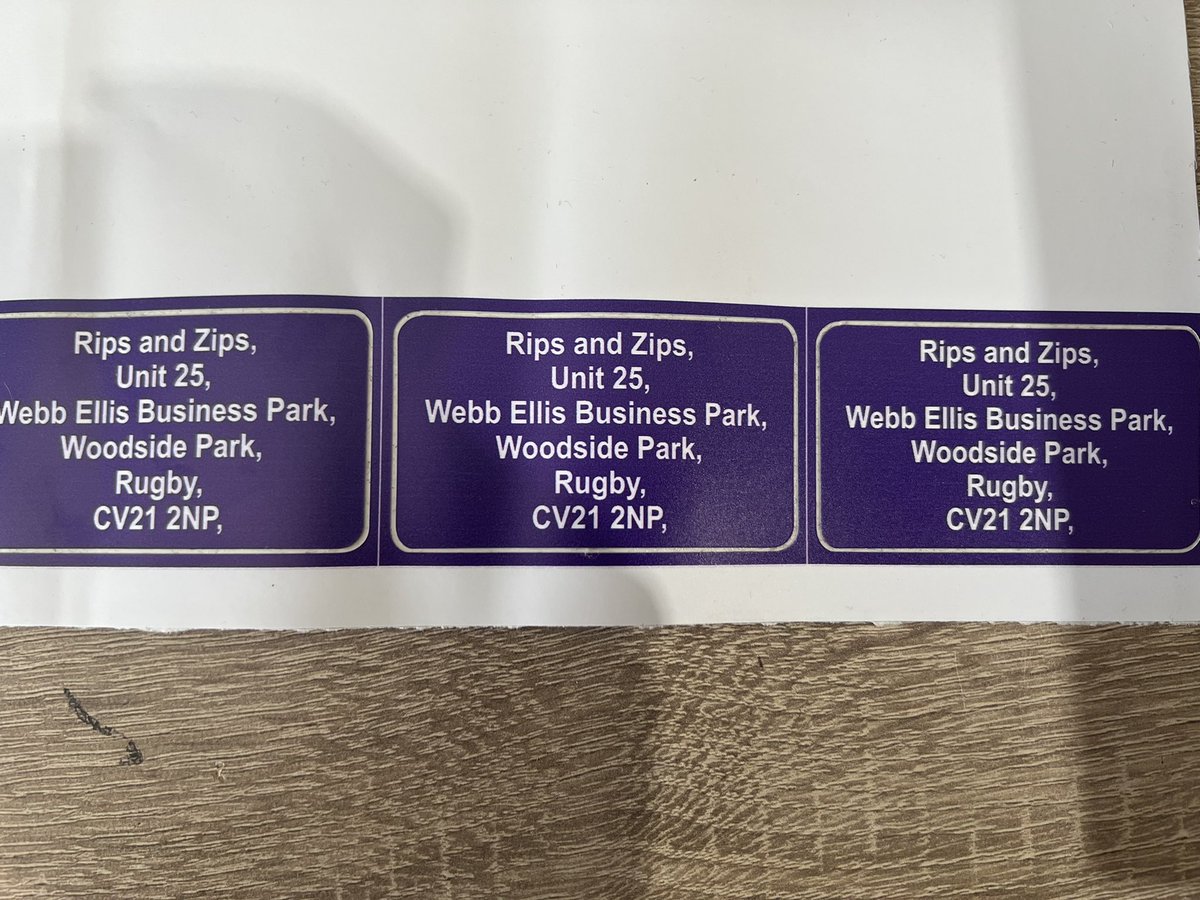 Rips and Zips,
Unit 25,
Webb Ellis Business Park,
Woodside Park,
Rugby,
CV21 2NP,
Rips and Zips,
Unit 25,
Webb Ellis Business Park,
Woodside Park,
Rugby,
CV21 2NP,
Rips and Zips,
Unit 25,
Webb Ellis Business Park,
Woodside Park,
Rugby,
CV21 2NP,